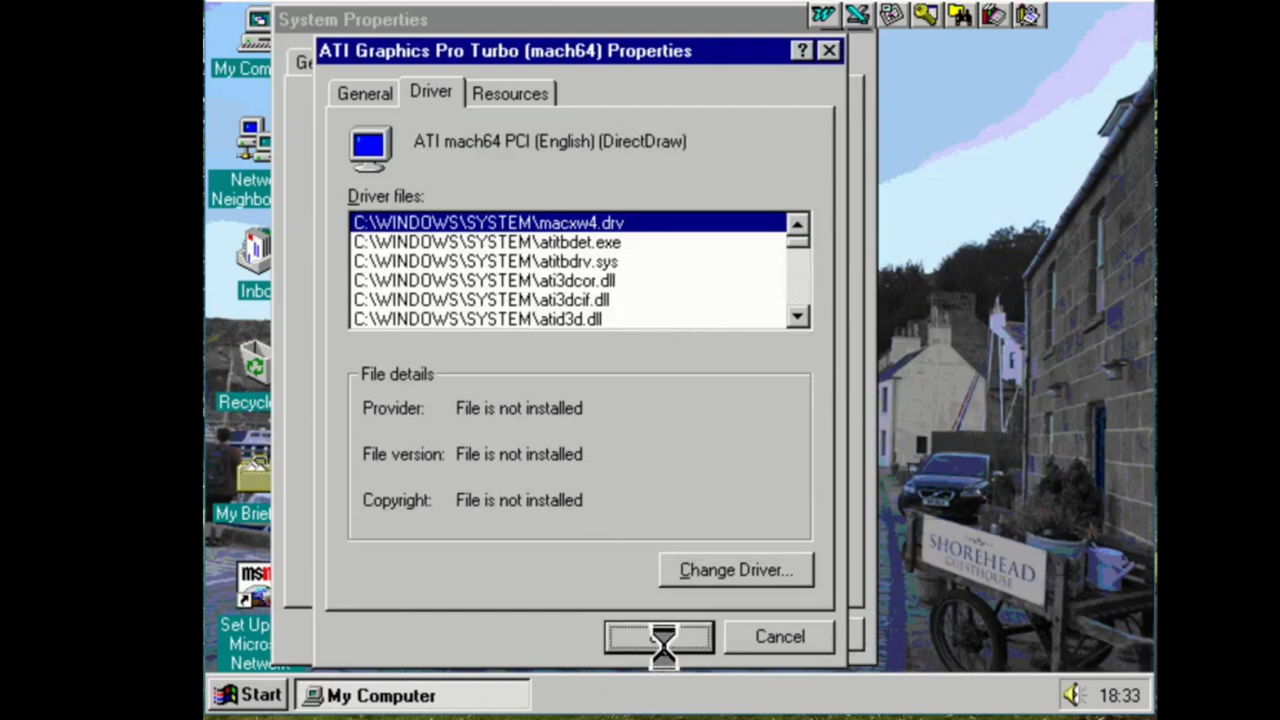 System Properties
My Com
Ge
ATI Graphics Pro Turbo (mach64) Properties
General
Driver
Resources
ATI mach64 PCI (English) (DirectDraw)
Netw
Neighbo
Driver files:
C:\WINDOWS\SYSTEM\macxw4.drv
C:\WINDOWS\SYSTEM\atitbdet.exe
C:\WINDOWS\SYSTEM\atitbdrv.sys
C:\WINDOWS\SYSTEM\ati3dcor.dll
C:\WINDOWS\SYSTEM\ati3dcif.dll
C:\WINDOWS\SYSTEM\atid3d.dll
Inbo
File details
Provider: File is not installed
Recycl
File version: File is not installed
Copyright: File is not installed
My Brief
Change Driver...
msn
Set Up
Micros
Network
Cancel
SHOREHEAD
GUESTHOUSE
Start
My Computer
18:33